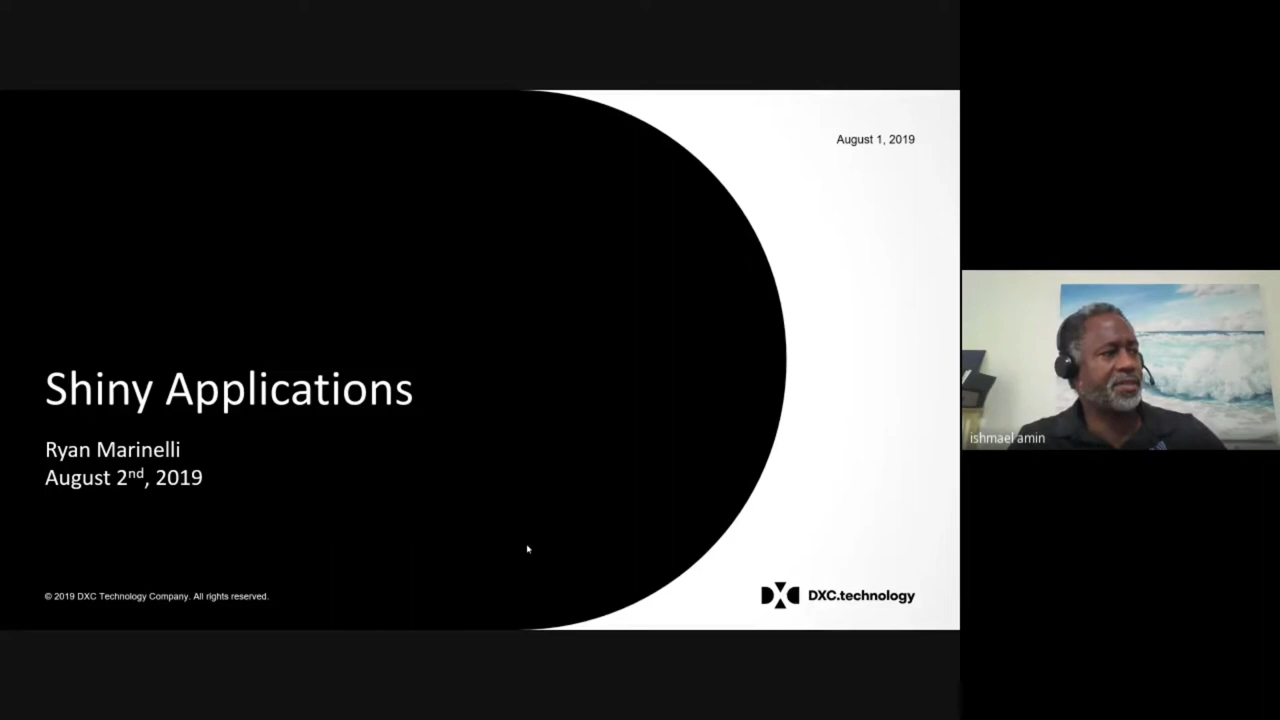 August 1, 2019
Shiny Applications
Ryan Marinelli
August 2nd, 2019
© 2019 DXC Technology Company. All rights reserved.
DXC.technology
ishmael amin